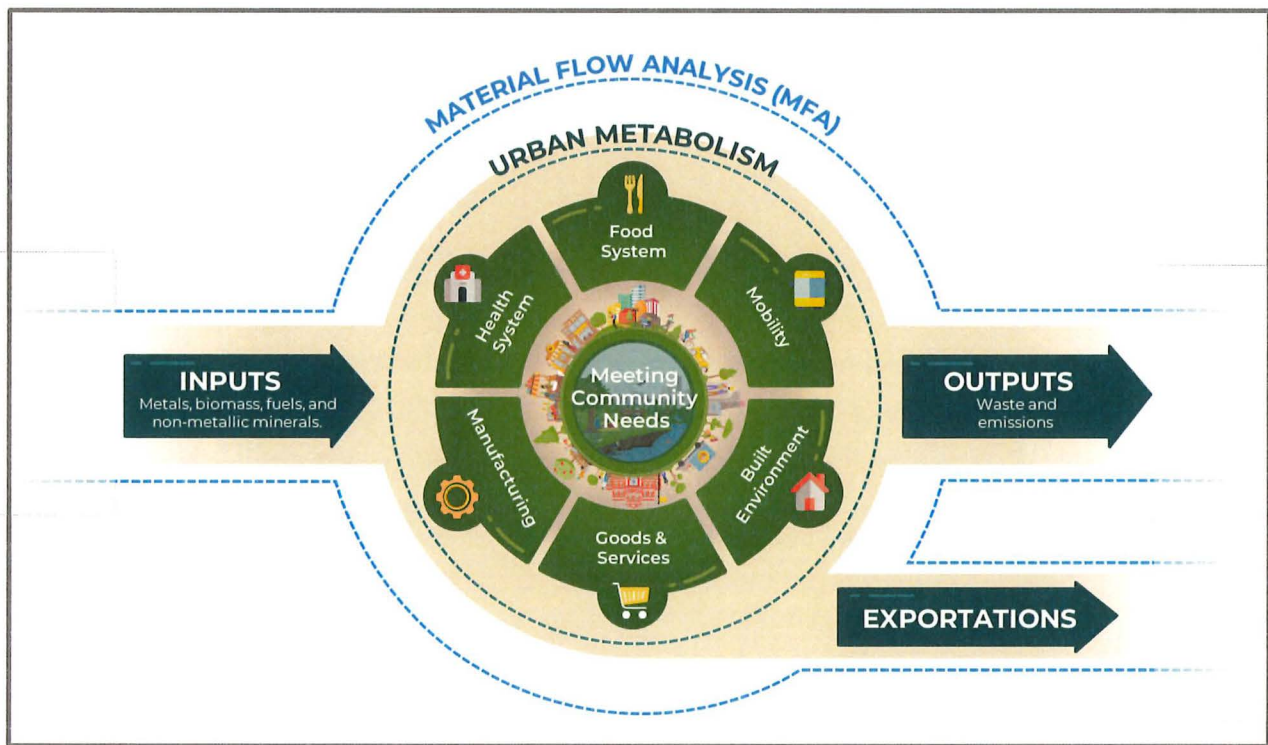 MATERIAL FLOW ANALYSIS (MFA)
URBAN METABOLISM
Food
System
Mobility
Health
System
INPUTS
Metals, biomass, fuels, and
non-metallic minerals.
Meeting
Community
Needs
OUTPUTS
Waste and
emissions
Manufacturing
Built
Environment
Goods &
Services
EXPORTATIONS